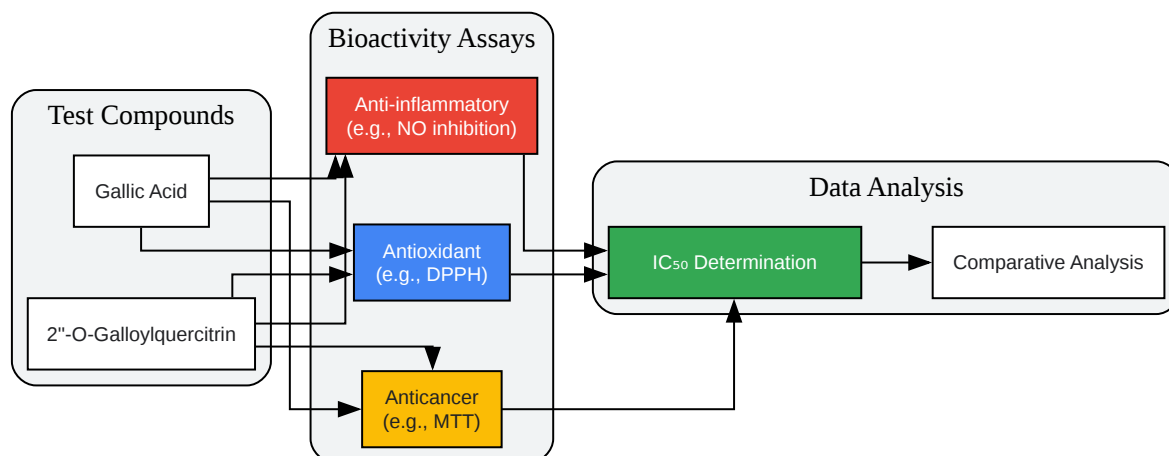 Test Compounds
Gallic Acid
2"-O-Galloylquercitrin
Bioactivity Assays
Anti-inflammatory
(e.g., NO inhibition)
Antioxidant
(e.g., DPPH)
Anticancer
(e.g., MTT)
Data Analysis
IC₅₀ Determination
Comparative Analysis